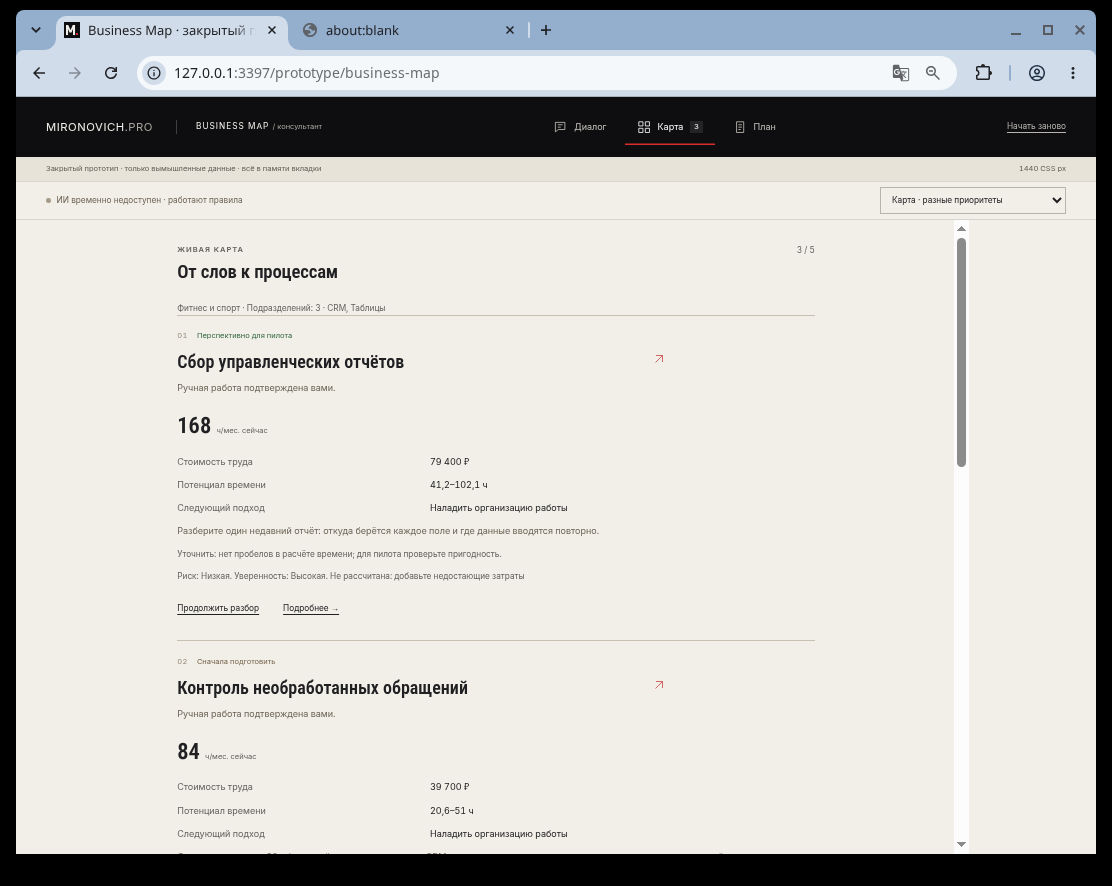 Business Map · закрытый п
about:blank
127.0.0.1:3397/prototype/business-map
MIRONOVICH.PRO
BUSINESS MAP / консультант
Диалог
Карта 3
План
Начать заново
Закрытый прототип · только вымышленные данные · всё в памяти вкладки
1440 CSS px
ИИ временно недоступен · работают правила
Карта · разные приоритеты
ЖИВАЯ КАРТА
3 / 5
От слов к процессам
Фитнес и спорт · Подразделений: 3 · CRM, Таблицы
01 Перспективно для пилота
Сбор управленческих отчётов
Ручная работа подтверждена вами.
168 ч/мес. сейчас
Стоимость труда 79 400 ₽
Потенциал времени 41,2–102,1 ч
Следующий подход Наладить организацию работы
Разберите один недавний отчёт: откуда берётся каждое поле и где данные вводятся повторно.
Уточнить: нет пробелов в расчёте времени; для пилота проверьте пригодность.
Риск: Низкая. Уверенность: Высокая. Не рассчитана: добавьте недостающие затраты
Продолжить разбор Подробнее →
02 Сначала подготовить
Контроль необработанных обращений
Ручная работа подтверждена вами.
84 ч/мес. сейчас
Стоимость труда 39 700 ₽
Потенциал времени 20,6–51 ч
Следующий подход Наладить организацию работы